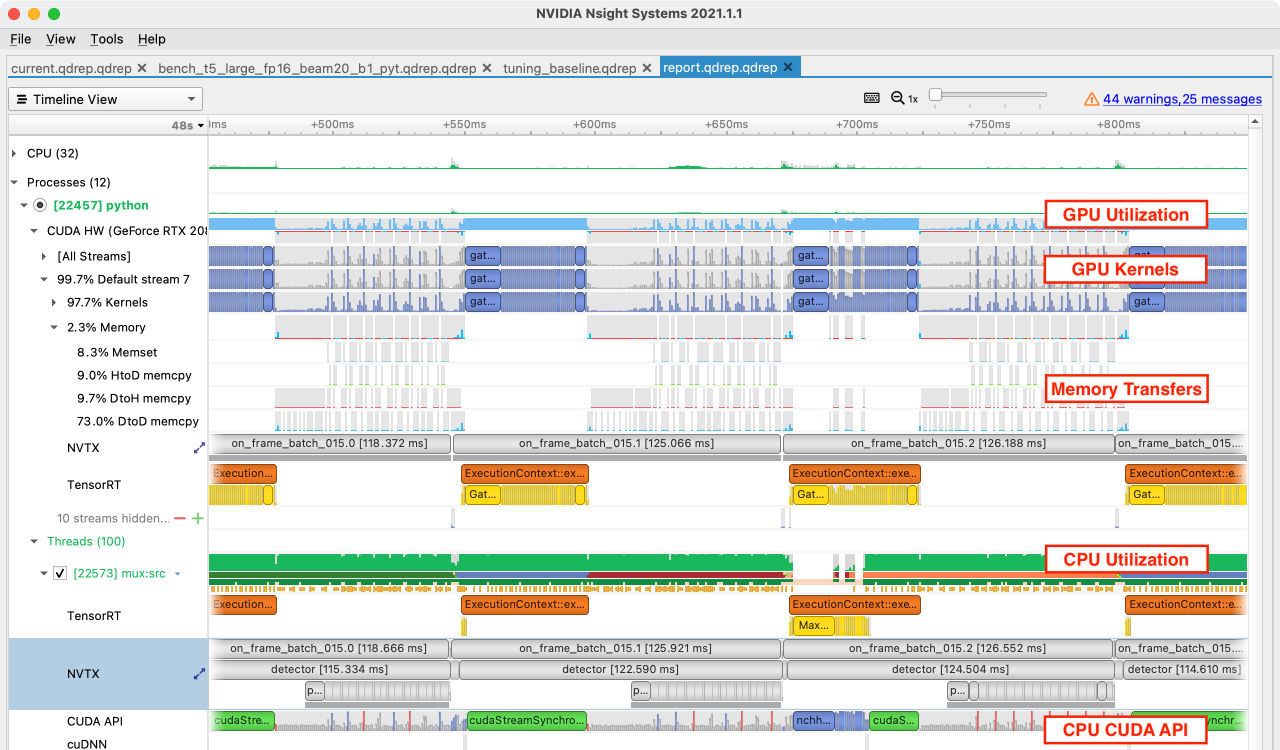 NVIDIA Nsight Systems 2021.1.1
File View Tools Help
current.qdrep.qdrep bench_t5_large_fp16_beam20_b1_pyt.qdrep.qdrep tuning_baseline.qdrep report.qdrep.qdrep
Timeline View 1x 44 warnings,25 messages
48s +500ms +550ms +600ms +650ms +700ms +750ms +800ms
CPU (32)
Processes (12)
[22457] python
GPU Utilization
CUDA HW (GeForce RTX 208
[All Streams] gat... gat... gat...
GPU Kernels
99.7% Default stream 7 gat... gat...
97.7% Kernels gat... gat... gat...
2.3% Memory
8.3% Memset
9.0% HtoD memcpy
Memory Transfers
9.7% DtoH memcpy
73.0% DtoD memcpy
NVTX on_frame_batch_015.0 [118.372 ms] on_frame_batch_015.1 [125.066 ms] on_frame_batch_015.2 [126.188 ms] on_frame_batch_015....
TensorRT Execution... ExecutionContext::exe... ExecutionContext::exe... ExecutionContext::e...
Gat... Gat... Gat...
10 streams hidden... − +
Threads (100)
CPU Utilization
[22573] mux:src
TensorRT Execution... ExecutionContext::exe... ExecutionContext::exe... ExecutionContext::e...
Max...
NVTX on_frame_batch_015.0 [118.666 ms] on_frame_batch_015.1 [125.921 ms] on_frame_batch_015.2 [126.552 ms] on_frame_batch_015....
detector [115.334 ms] detector [122.590 ms] detector [124.504 ms] detector [114.610 ms]
p... p... p...
CUDA API cudaStre... cudaStreamSynchro... nchh... cudaS...
CPU CUDA API
cuDNN